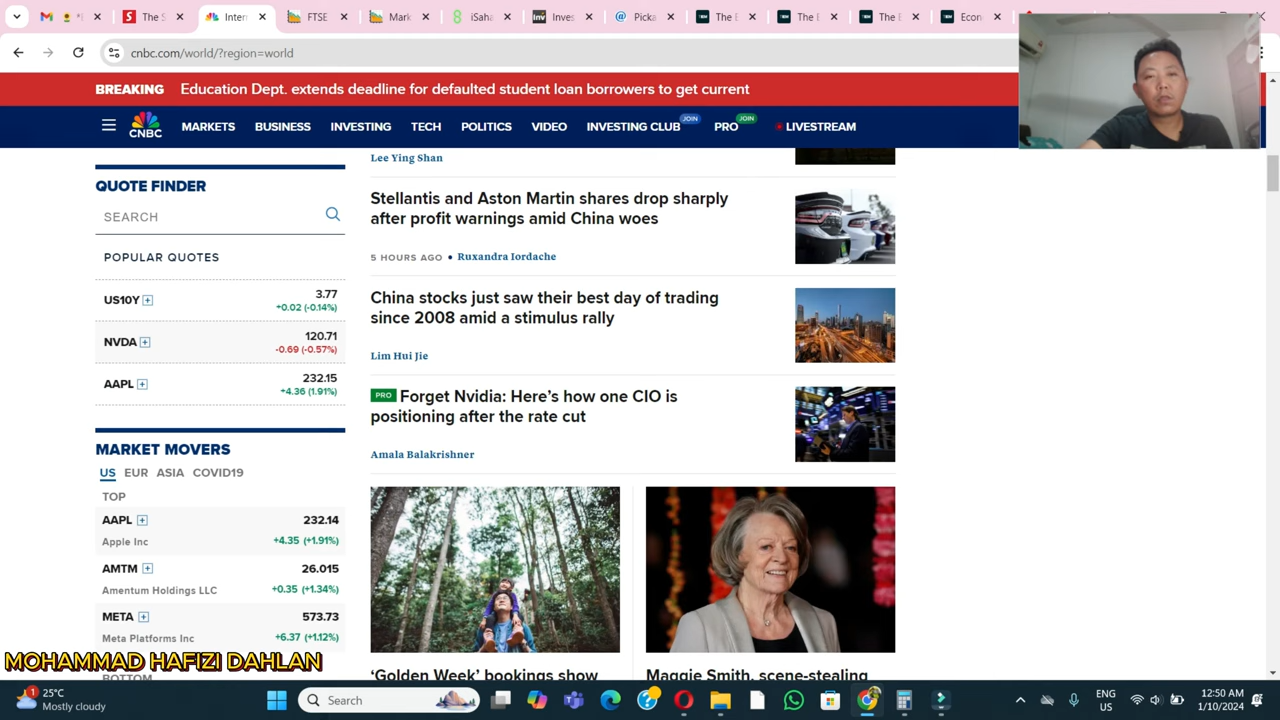 The S
Inter
FTSE
Mark
iSaha
Inves
Picka
The E
The E
The E
Econ
cnbc.com/world/?region=world
BREAKING Education Dept. extends deadline for defaulted student loan borrowers to get current
CNBC MARKETS BUSINESS INVESTING TECH POLITICS VIDEO INVESTING CLUB JOIN PRO JOIN LIVESTREAM
QUOTE FINDER
SEARCH
POPULAR QUOTES
US10Y 3.77
+0.02 (-0.14%)
NVDA 120.71
-0.69 (-0.57%)
AAPL 232.15
+4.36 (1.91%)
MARKET MOVERS
US EUR ASIA COVID19
TOP
AAPL 232.14
Apple Inc +4.35 (+1.91%)
AMTM 26.015
Amentum Holdings LLC +0.35 (+1.34%)
META 573.73
Meta Platforms Inc +6.37 (+1.12%)
BOTTOM
Lee Ying Shan
Stellantis and Aston Martin shares drop sharply
after profit warnings amid China woes
5 HOURS AGO • Ruxandra Iordache
China stocks just saw their best day of trading
since 2008 amid a stimulus rally
Lim Hui Jie
PRO Forget Nvidia: Here's how one CIO is
positioning after the rate cut
Amala Balakrishner
'Golden Week' bookings show
Maggie Smith, scene-stealing
MOHAMMAD HAFIZI DAHLAN
1
25°C
Mostly cloudy
Search
ENG
US
12:50 AM
1/10/2024